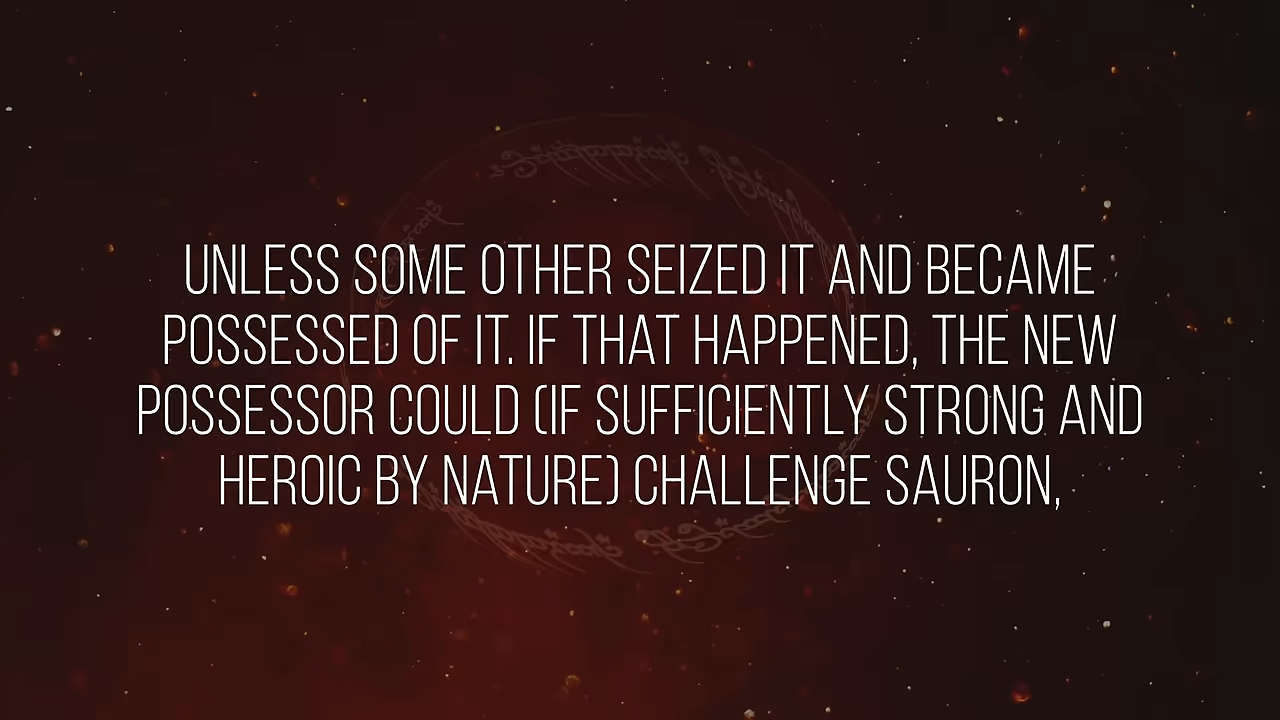 UNLESS SOME OTHER SEIZED IT AND BECAME
POSSESSED OF IT. IF THAT HAPPENED, THE NEW
POSSESSOR COULD (IF SUFFICIENTLY STRONG AND
HEROIC BY NATURE) CHALLENGE SAURON,